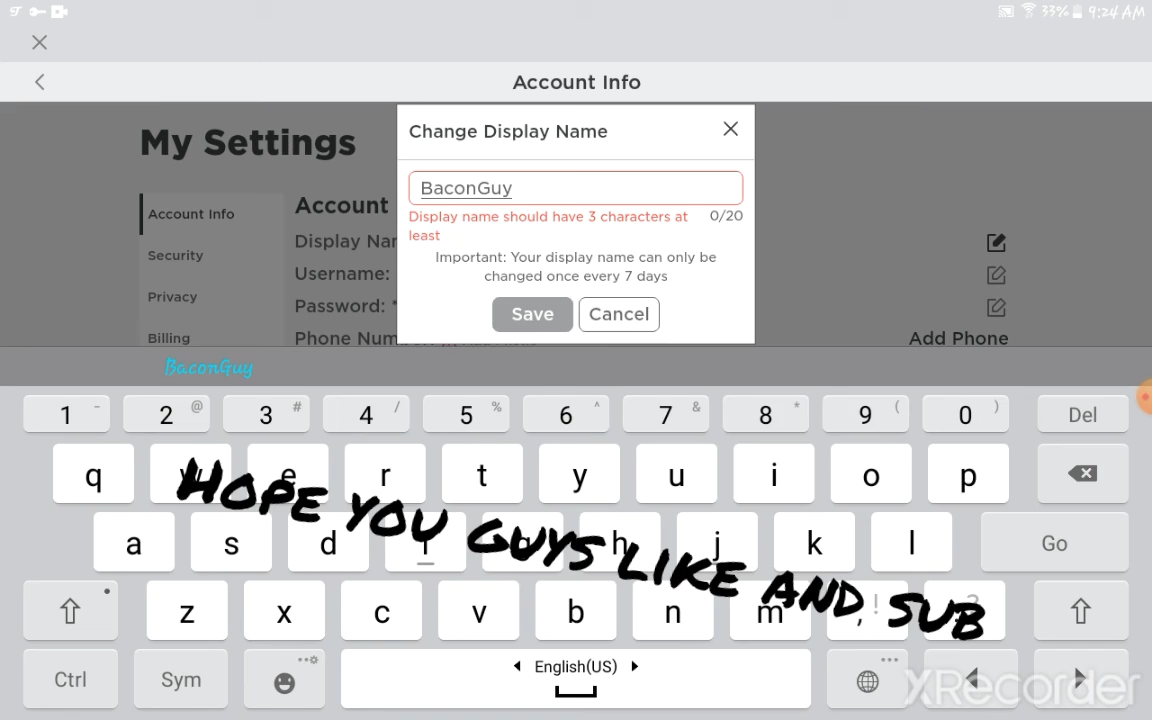 33% 9:24 AM
Account Info
My Settings
Change Display Name
BaconGuy
Display name should have 3 characters at least
0/20
Important: Your display name can only be changed once every 7 days
Save Cancel
Account Info
Security
Privacy
Billing
Account
Display Nar
Username:
Password: *
Phone Num
Add Phone
BaconGuy
1 - 2 @ 3 # 4 / 5 % 6 ^ 7 & 8 * 9 ( 0 ) Del
q w e r t y u i o p
a s d f g h j k l Go
z x c v b n m , ! . ?
Ctrl Sym English(US)
HOPE YOU GUYS LIKE AND SUB
XRecorder